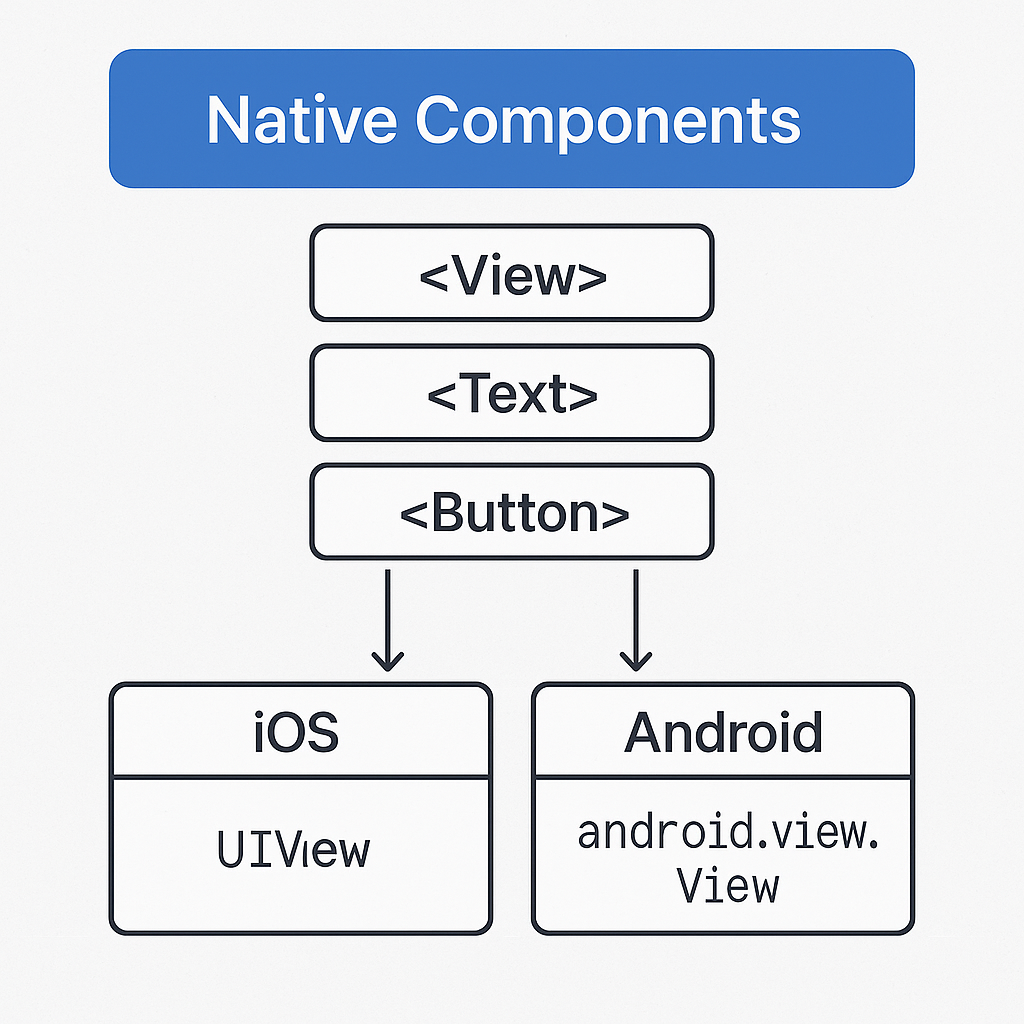 Native Components
<View>
<Text>
<Button>
iOS
Android
UIView
android.view.
View